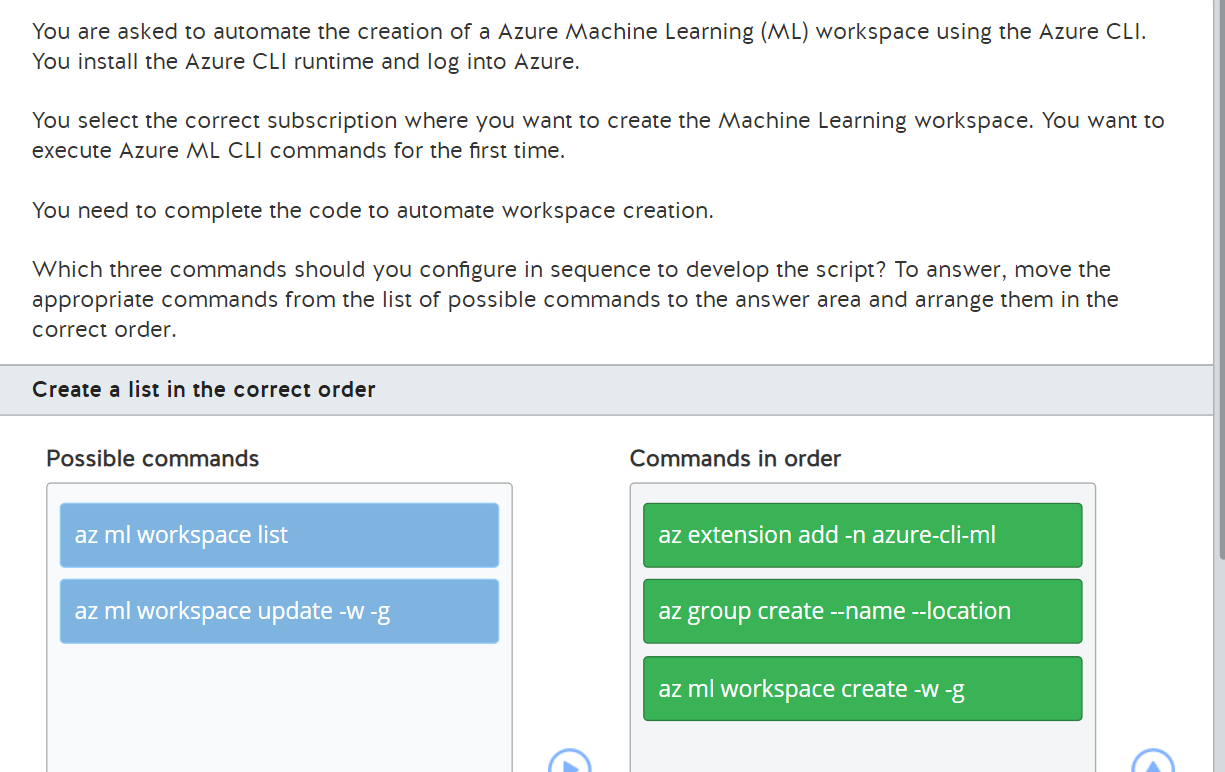 You are asked to automate the creation of a Azure Machine Learning (ML) workspace using the Azure CLI.
You install the Azure CLI runtime and log into Azure.
You select the correct subscription where you want to create the Machine Learning workspace. You want to
execute Azure ML CLI commands for the first time.
You need to complete the code to automate workspace creation.
Which three commands should you configure in sequence to develop the script? To answer, move the
appropriate commands from the list of possible commands to the answer area and arrange them in the
correct order.
Create a list in the correct order
Possible commands
az ml workspace list
az ml workspace update -w -g
Commands in order
az extension add -n azure-cli-ml
az group create --name --location
az ml workspace create -w -g